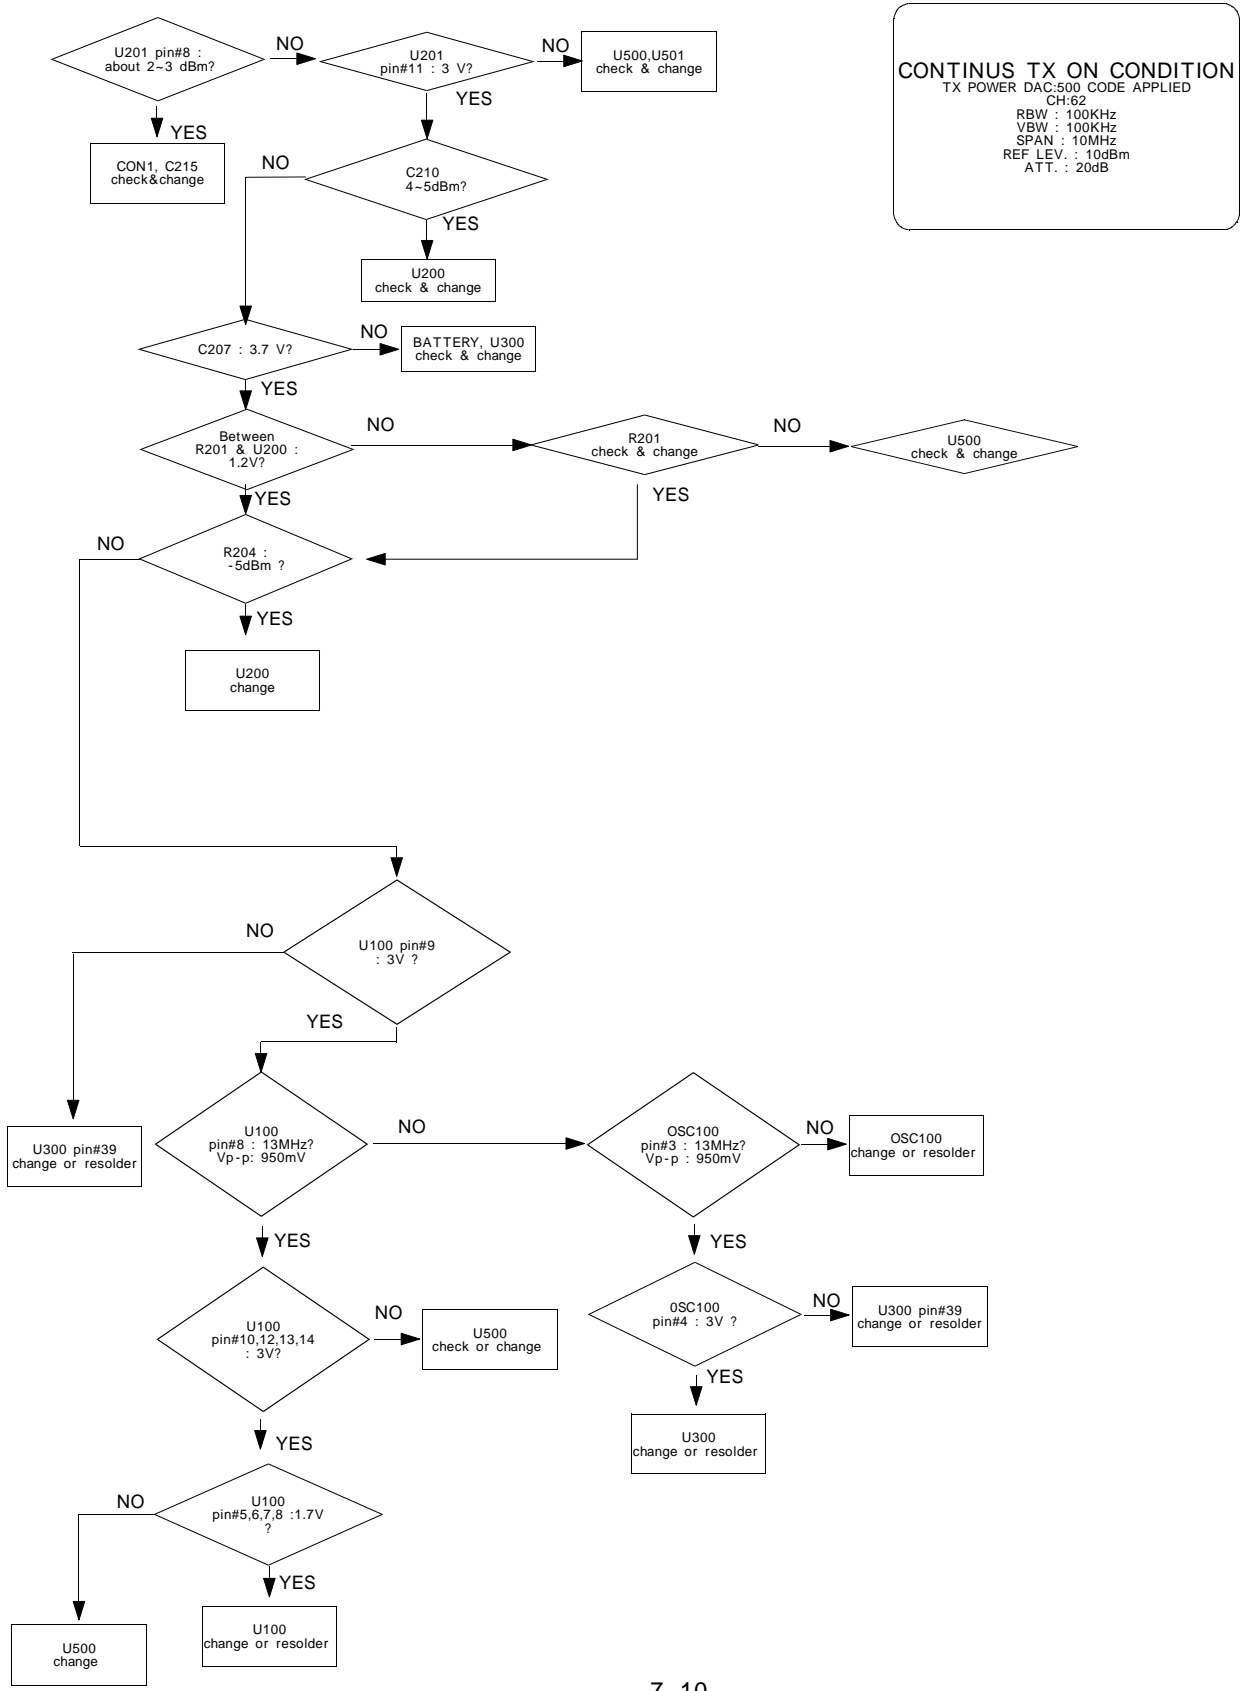 U201 pin#8 :
about 2~3 dBm?
NO
U201
pin#11 : 3 V?
NO
U500,U501
check & change
CONTINUS TX ON CONDITION
TX POWER DAC:500 CODE APPLIED
CH:62
RBW : 100KHz
VBW : 100KHz
SPAN : 10MHz
REF LEV. : 10dBm
ATT. : 20dB
YES
YES
CON1, C215
check&change
NO
C210
4~5dBm?
YES
U200
check & change
C207 : 3.7 V?
NO
BATTERY, U300
check & change
YES
Between
R201 & U200 :
1.2V?
NO
R201
check & change
NO
U500
check & change
YES
YES
NO
R204 :
-5dBm ?
YES
U200
change
NO
U100 pin#9
: 3V ?
YES
U300 pin#39
change or resolder
U100
pin#8 : 13MHz?
Vp-p: 950mV
NO
OSC100
pin#3 : 13MHz?
Vp-p : 950mV
NO
OSC100
change or resolder
YES
YES
U100
pin#10,12,13,14
: 3V?
NO
U500
check or change
0SC100
pin#4 : 3V ?
NO
U300 pin#39
change or resolder
YES
U300
change or resolder
YES
NO
U100
pin#5,6,7,8 :1.7V
?
YES
U500
change
U100
change or resolder